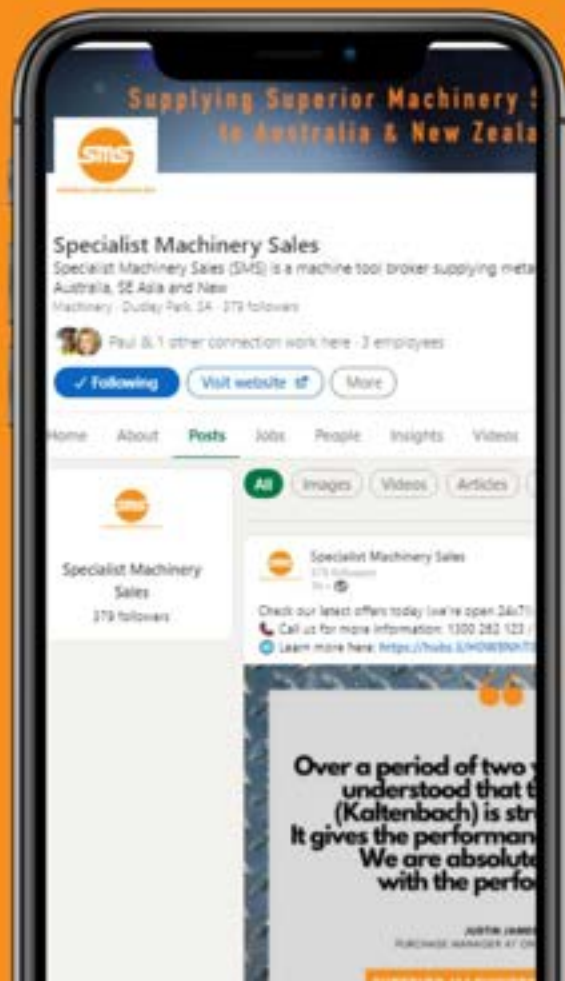 Supplying Superior Machinery
to Australia & New Zeala
sms
Specialist Machinery Sales
Specialist Machinery Sales (SMS) is a machine tool broker supplying meta
Australia, SE Asia and New
Machinery · Dudley Park, SA · 379 followers
Paul & 1 other connection work here · 3 employees
✓ Following
Visit website
More
Home About Posts Jobs People Insights Videos
All Images Videos Articles
sms
Specialist Machinery
Sales
379 followers
Specialist Machinery Sales
379 followers
Check our latest offers today (we're open 24x7)
Call us for more information: 1300 262 123 /
Learn more here:
Over a period of two
understood that t
(Kaltenbach) is str
It gives the performan
We are absolute
with the perfo
PURCHASE MANAGER AT